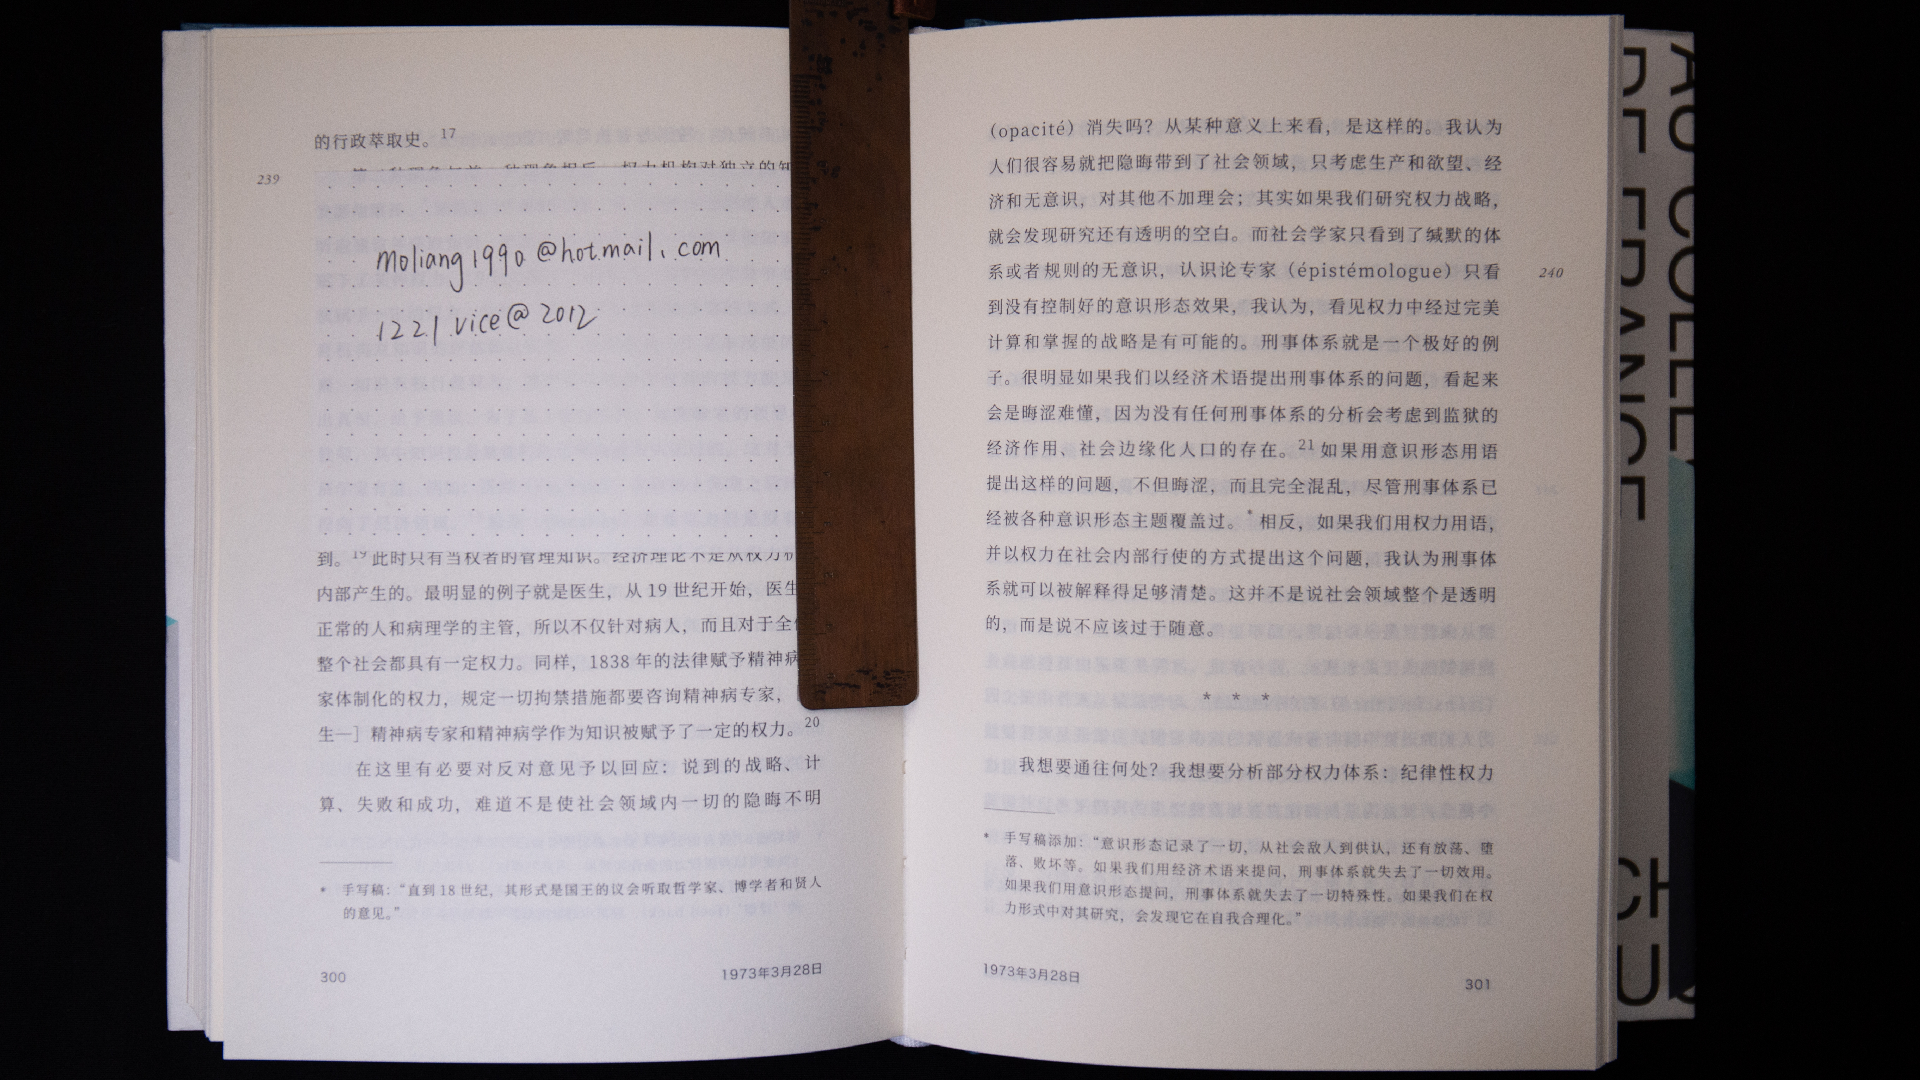 的行政萃取史。17
239
moliang1990@hotmail.com
1221vice@2012
到。19此时只有当权者的管理知识。经济理论不是从权力机
内部产生的。最明显的例子就是医生，从19世纪开始，医生
正常的人和病理学的主管，所以不仅针对病人，而且对于全
整个社会都具有一定权力。同样，1838年的法律赋予精神病
家体制化的权力，规定一切拘禁措施都要咨询精神病专家，
生—］精神病专家和精神病学作为知识被赋予了一定的权力。20
在这里有必要对反对意见予以回应：说到的战略、计
算、失败和成功，难道不是使社会领域内一切的隐晦不明
* 手写稿：“直到18世纪，其形式是国王的议会听取哲学家、博学者和贤人
的意见。”
300
1973年3月28日
（opacité）消失吗？从某种意义上来看，是这样的。我认为
人们很容易就把隐晦带到了社会领域，只考虑生产和欲望、经
济和无意识，对其他不加理会；其实如果我们研究权力战略，
就会发现研究还有透明的空白。而社会学家只看到了缄默的体
系或者规则的无意识，认识论专家（épistémologue）只看
240
到没有控制好的意识形态效果，我认为，看见权力中经过完美
计算和掌握的战略是有可能的。刑事体系就是一个极好的例
子。很明显如果我们以经济术语提出刑事体系的问题，看起来
会是晦涩难懂，因为没有任何刑事体系的分析会考虑到监狱的
经济作用、社会边缘化人口的存在。21如果用意识形态用语
提出这样的问题，不但晦涩，而且完全混乱，尽管刑事体系已
经被各种意识形态主题覆盖过。*相反，如果我们用权力用语，
并以权力在社会内部行使的方式提出这个问题，我认为刑事体
系就可以被解释得足够清楚。这并不是说社会领域整个是透明
的，而是说不应该过于随意。
* * *
我想要通往何处？我想要分析部分权力体系：纪律性权力
* 手写稿添加：“意识形态记录了一切，从社会敌人到供认，还有放荡、堕
落、败坏等。如果我们用经济术语来提问，刑事体系就失去了一切效用。
如果我们用意识形态提问，刑事体系就失去了一切特殊性。如果我们在权
力形式中对其研究，会发现它在自我合理化。”
1973年3月28日
301
AU COLLE
DE FRANCE
CH